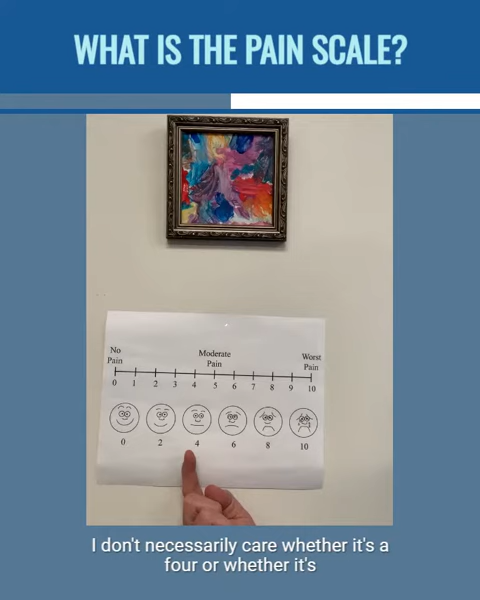 WHAT IS THE PAIN SCALE?
No
Pain
Moderate
Pain
Worst
Pain
0 1 2 3 4 5 6 7 8 9 10
0 2 4 6 8 10
I don't necessarily care whether it's a
four or whether it's